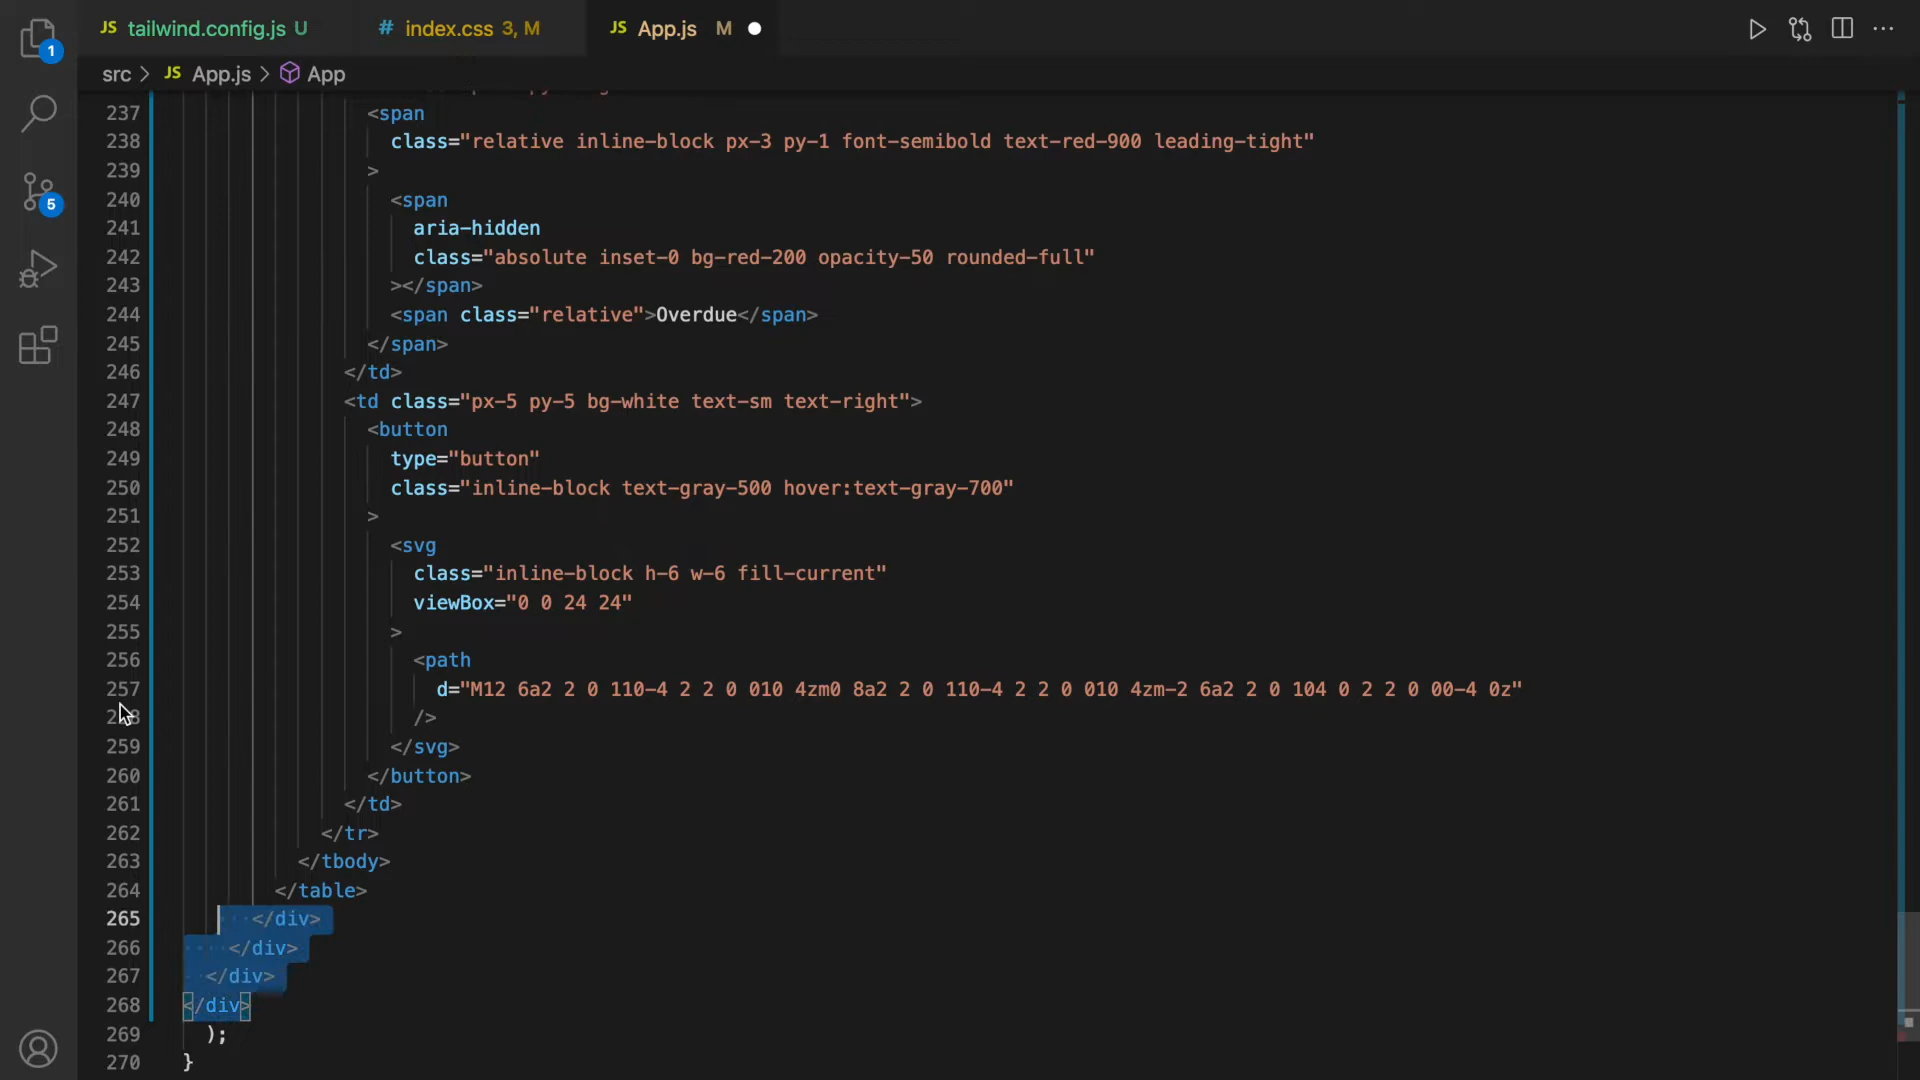 1
JS tailwind.config.js U
# index.css 3, M
JS App.js M
src > JS App.js > App
5
237 <span
238 class="relative inline-block px-3 py-1 font-semibold text-red-900 leading-tight"
239 >
240 <span
241 aria-hidden
242 class="absolute inset-0 bg-red-200 opacity-50 rounded-full"
243 ></span>
244 <span class="relative">Overdue</span>
245 </span>
246 </td>
247 <td class="px-5 py-5 bg-white text-sm text-right">
248 <button
249 type="button"
250 class="inline-block text-gray-500 hover:text-gray-700"
251 >
252 <svg
253 class="inline-block h-6 w-6 fill-current"
254 viewBox="0 0 24 24"
255 >
256 <path
257 d="M12 6a2 2 0 110-4 2 2 0 010 4zm0 8a2 2 0 110-4 2 2 0 010 4zm-2 6a2 2 0 104 0 2 2 0 00-4 0z"
258 />
259 </svg>
260 </button>
261 </td>
262 </tr>
263 </tbody>
264 </table>
265 </div>
266 </div>
267 </div>
268 </div>
269 );
270 }